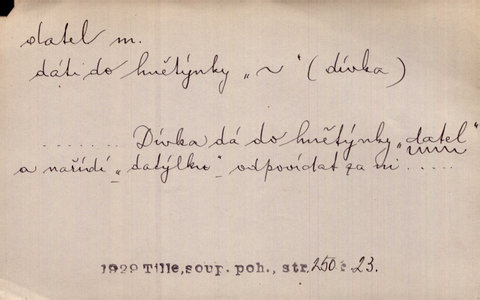 datel m.
dáti do hnětýnky „~" (dívka)
....... Dívka dá do hnětýnky „datel"
a nařídí „datýlku" odpovídat za ni .....
1929 Tille, soup. poh., str. 250 ř. 23.